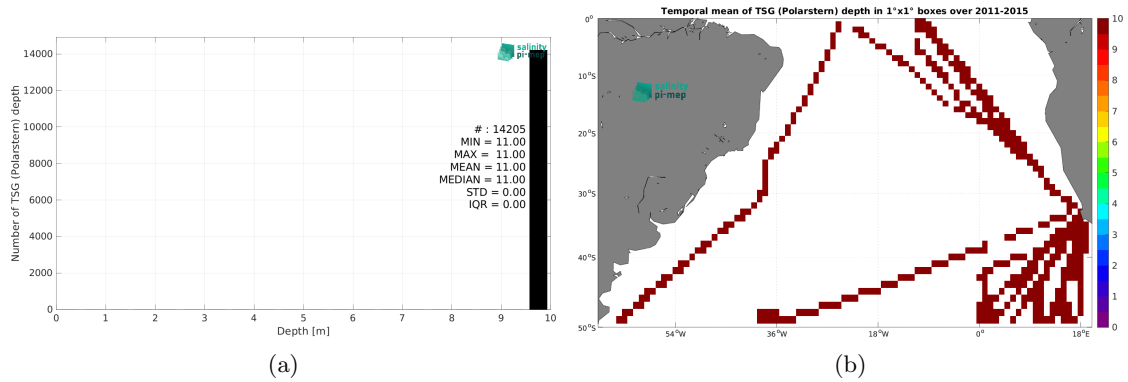 salinity
pi-mep
14000
12000
10000
8000
6000
4000
2000
0
Number of TSG (Polarstern) depth
# : 14205
MIN = 11.00
MAX = 11.00
MEAN = 11.00
MEDIAN = 11.00
STD = 0.00
IQR = 0.00
0 1 2 3 4 5 6 7 8 9 10
Depth [m]
(a)
Temporal mean of TSG (Polarstern) depth in 1°x1° boxes over 2011-2015
0°
10°S
20°S
30°S
40°S
50°S
salinity
pi-mep
54°W 36°W 18°W 0° 18°E
10
9
8
7
6
5
4
3
2
1
0
(b)